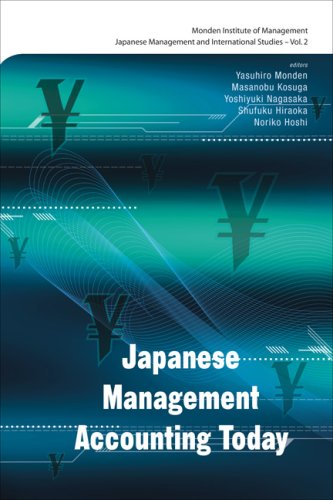 Monden Institute of Management
Japanese Management and International Studies – Vol. 2
editors
Yasuhiro Monden
Masanobu Kosuga
Yoshiyuki Nagasaka
Shufuku Hiraoka
Noriko Hoshi
¥
¥
¥
¥
¥
Japanese
Management
Accounting Today